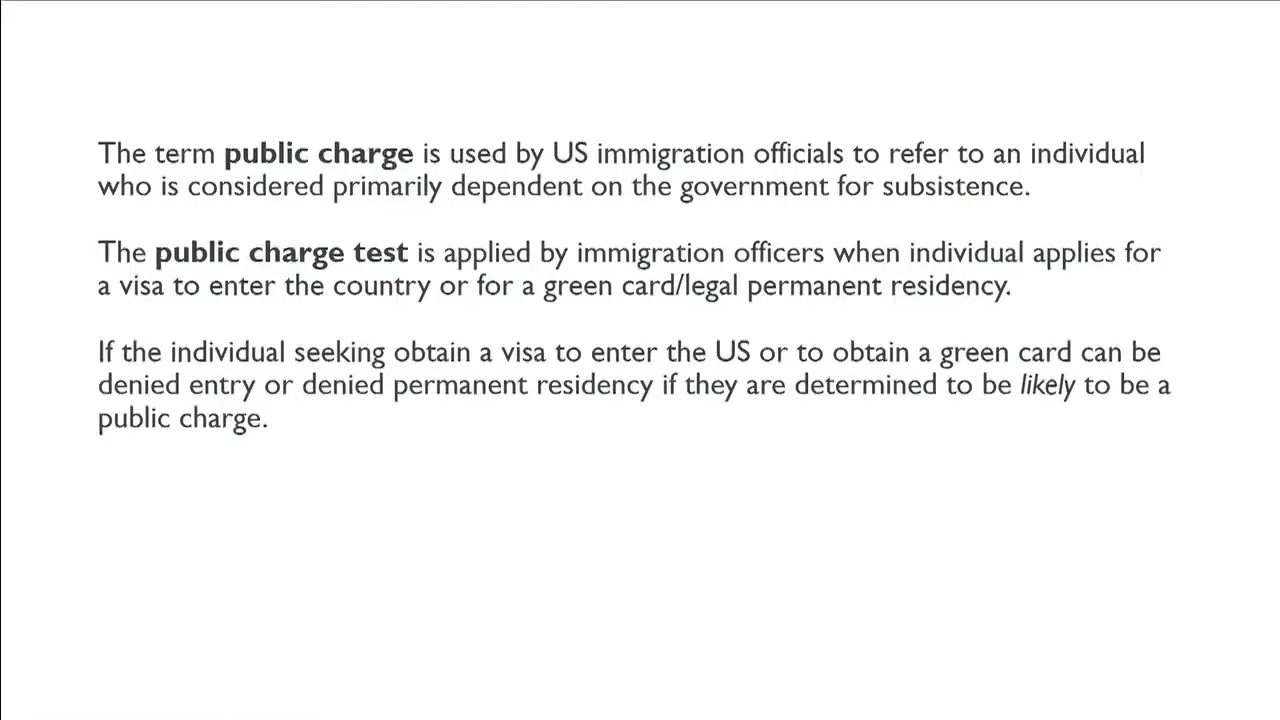 The term public charge is used by US immigration officials to refer to an individual
who is considered primarily dependent on the government for subsistence.
The public charge test is applied by immigration officers when individual applies for
a visa to enter the country or for a green card/legal permanent residency.
If the individual seeking obtain a visa to enter the US or to obtain a green card can be
denied entry or denied permanent residency if they are determined to be likely to be a
public charge.